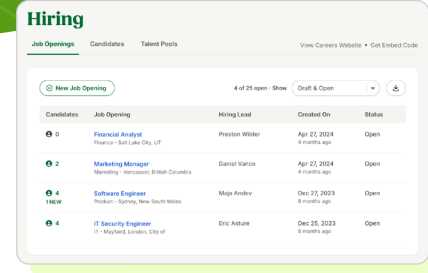 Hiring
Job Openings Candidates Talent Pools View Careers Website • Get Embed Code
New Job Opening 4 of 25 open · Show Draft & Open
Candidates Job Opening Hiring Lead Created On Status
0 Financial Analyst Preston Wilder Apr 27, 2024 Open
Finance - Salt Lake City, UT 4 months ago
2 Marketing Manager Daniel Vance Apr 27, 2024 Open
Marketing - Vancouver, British Columbia 4 months ago
4 Software Engineer Maja Andev Dec 27, 2023 Open
1 NEW Product - Sydney, New South Wales 8 months ago
4 IT Security Engineer Eric Asture Dec 25, 2023 Open
IT - Mayfaird, London, City of 8 months ago